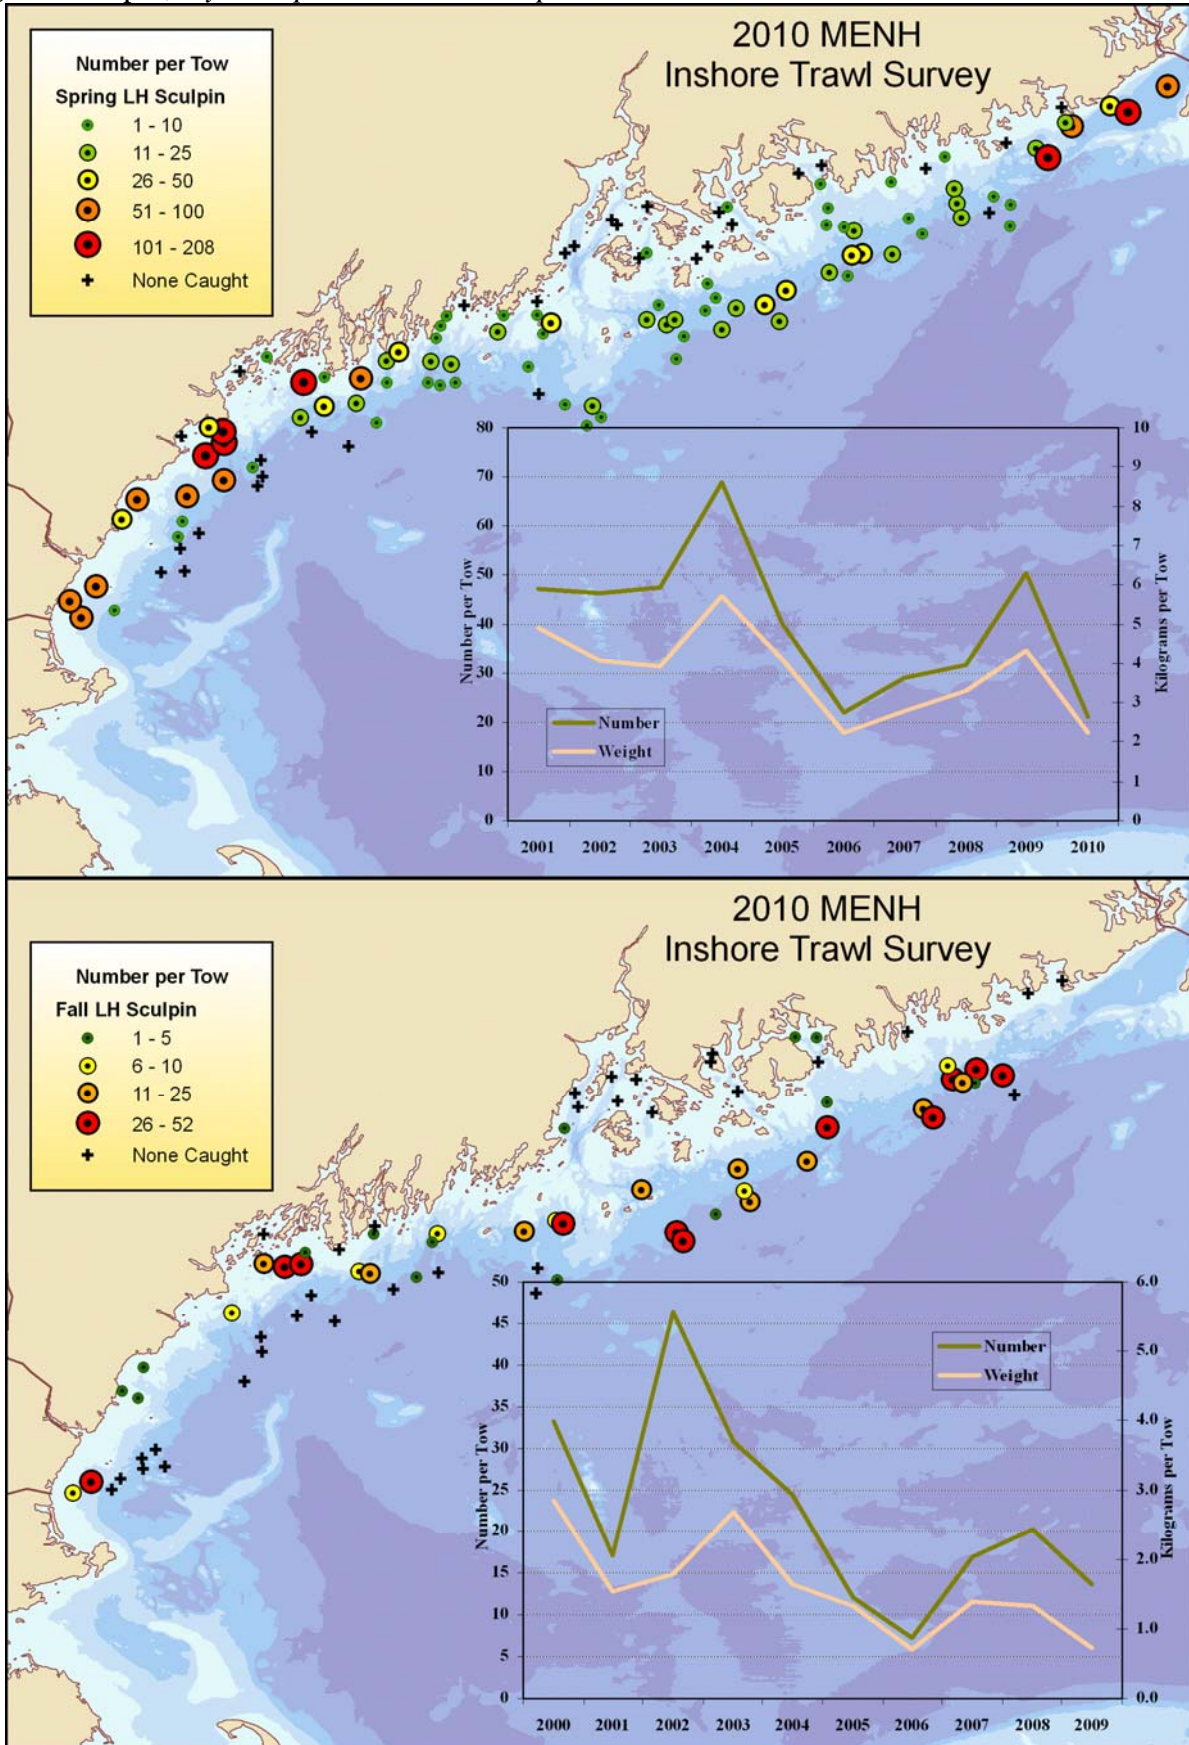 2010 MENH
Inshore Trawl Survey
Number per Tow
Spring LH Sculpin
1 - 10
11 - 25
26 - 50
51 - 100
101 - 208
None Caught
80
70
60
50
40
30
20
10
0
Number per Tow
10
9
8
7
6
5
4
3
2
1
0
Kilograms per Tow
Number
Weight
2001 2002 2003 2004 2005 2006 2007 2008 2009 2010
2010 MENH
Inshore Trawl Survey
Number per Tow
Fall LH Sculpin
1 - 5
6 - 10
11 - 25
26 - 52
None Caught
50
45
40
35
30
25
20
15
10
5
0
Number per Tow
6.0
5.0
4.0
3.0
2.0
1.0
0.0
Kilograms per Tow
Number
Weight
2000 2001 2002 2003 2004 2005 2006 2007 2008 2009